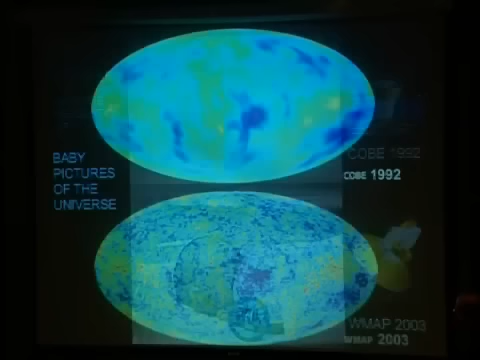 BABY
PICTURES
OF THE
UNIVERSE
COBE 1992
COBE 1992
WMAP 2003
WMAP 2003